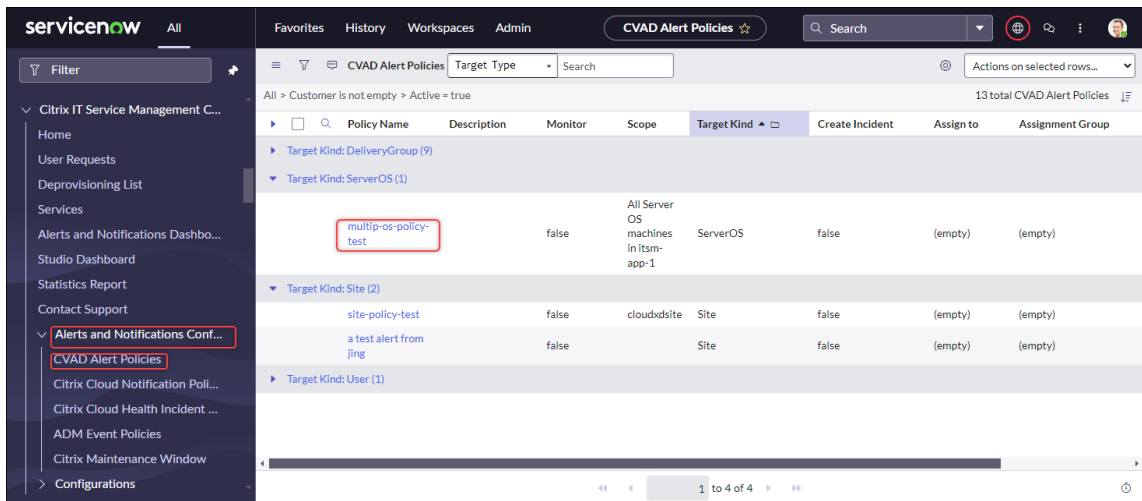 servicenow All Favorites History Workspaces Admin CVAD Alert Policies Search
Filter
CVAD Alert Policies Target Type Search Actions on selected rows...
All > Customer is not empty > Active = true 13 total CVAD Alert Policies
Citrix IT Service Management C...
Home
User Requests
Deprovisioning List
Services
Alerts and Notifications Dashbo...
Studio Dashboard
Statistics Report
Contact Support
Alerts and Notifications Conf...
CVAD Alert Policies
Citrix Cloud Notification Poli...
Citrix Cloud Health Incident ...
ADM Event Policies
Citrix Maintenance Window
Configurations
Policy Name Description Monitor Scope Target Kind Create Incident Assign to Assignment Group
Target Kind: DeliveryGroup (9)
Target Kind: ServerOS (1)
multip-os-policy-
test
false
All Server
OS
machines
in itsm-
app-1
ServerOS false (empty) (empty)
Target Kind: Site (2)
site-policy-test false cloudxdsite Site false (empty) (empty)
a test alert from
jing
false Site false (empty) (empty)
Target Kind: User (1)
1 to 4 of 4